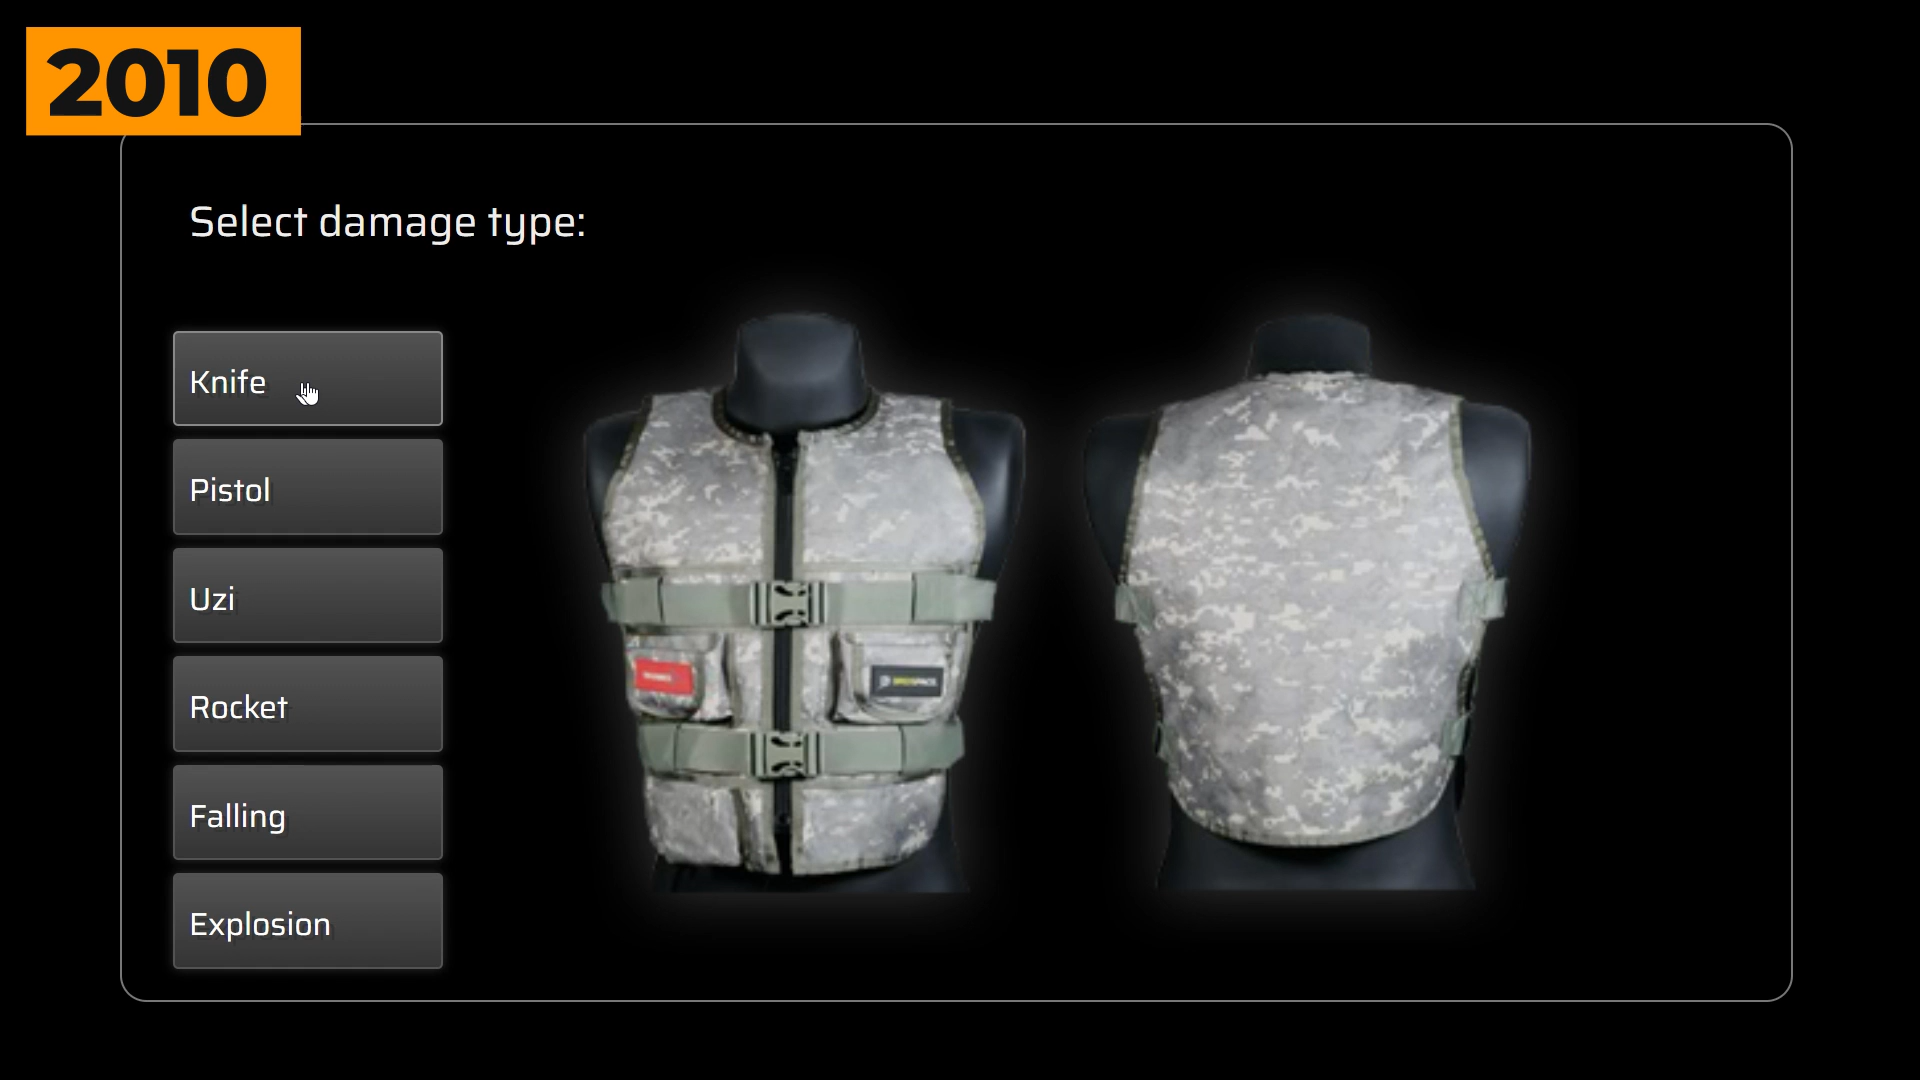 2010
Select damage type:
Knife
Pistol
Uzi
Rocket
Falling
Explosion